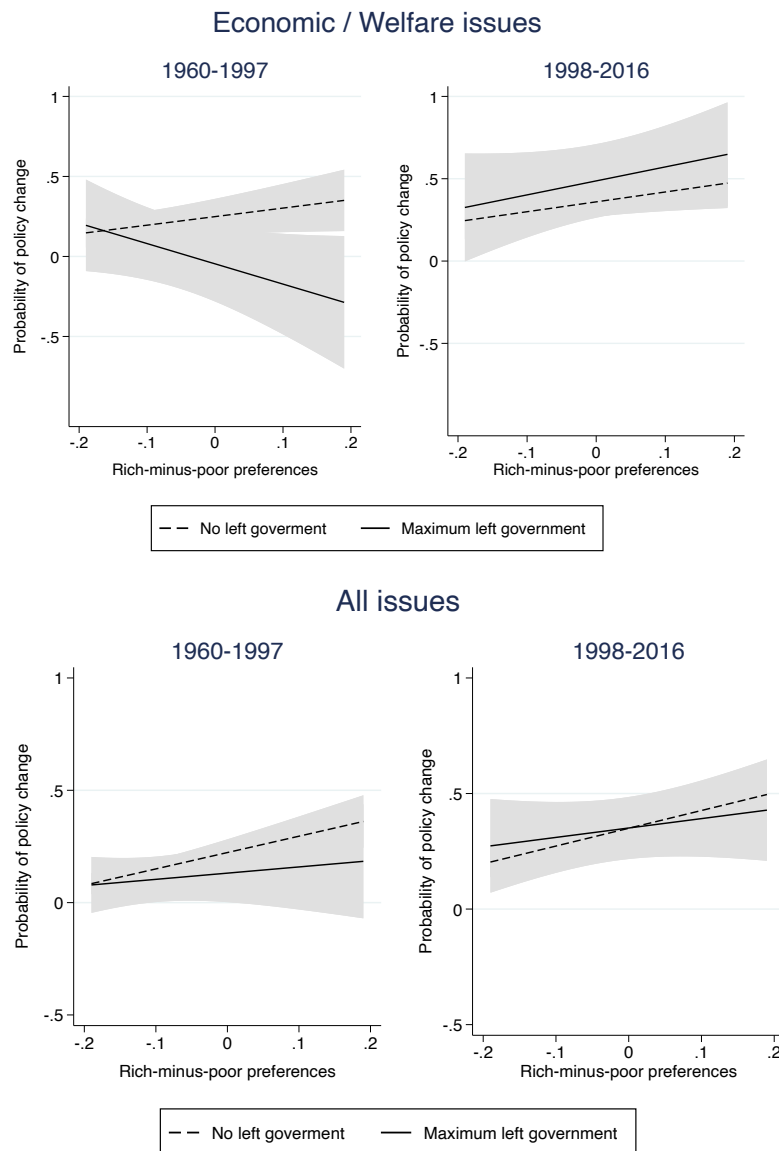 Economic / Welfare issues
1960-1997
1998-2016
Probability of policy change
1
.5
0
-.5
-.2
-.1
0
.1
.2
Rich-minus-poor preferences
Probability of policy change
1
.5
0
-.5
-.2
-.1
0
.1
.2
Rich-minus-poor preferences
No left goverment
Maximum left government
All issues
1960-1997
1998-2016
Probability of policy change
1
.5
0
-.5
-.2
-.1
0
.1
.2
Rich-minus-poor preferences
Probability of policy change
1
.5
0
-.5
-.2
-.1
0
.1
.2
Rich-minus-poor preferences
No left goverment
Maximum left government